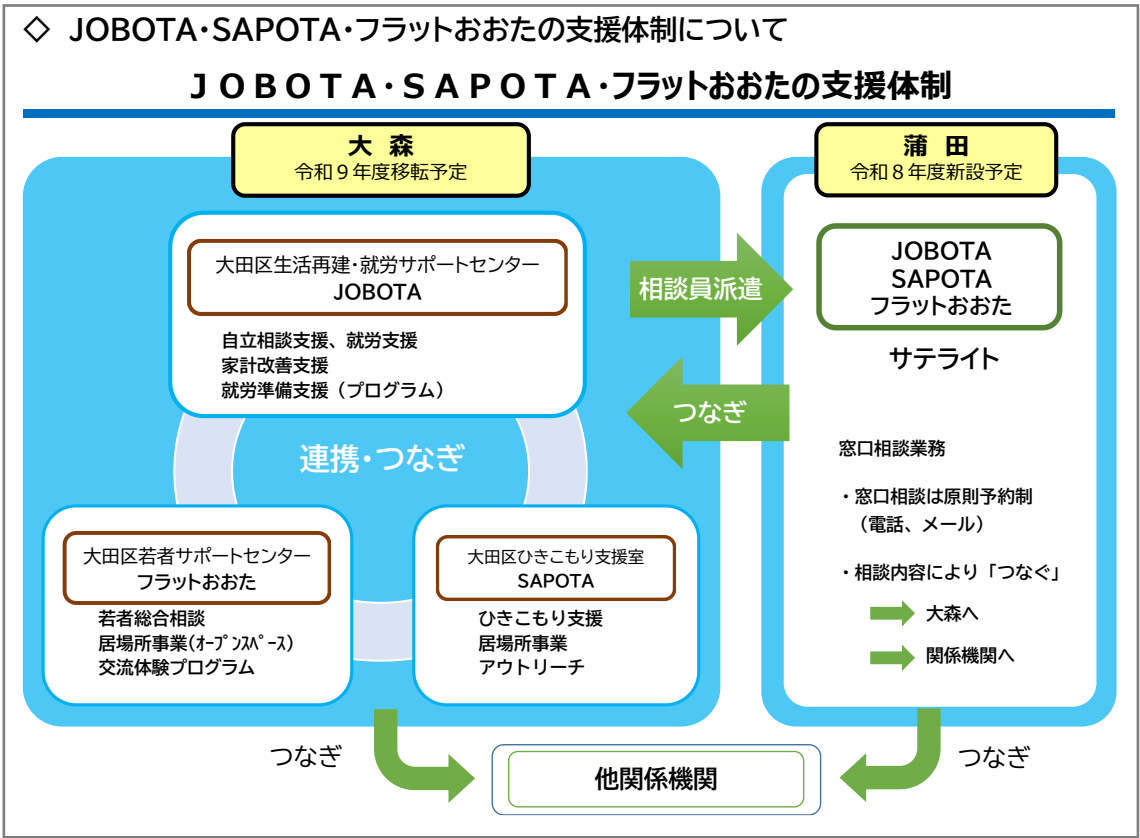 ◇ JOBOTA・SAPOTA・フラットおおたの支援体制について
JOBOTA・SAPOTA・フラットおおたの支援体制
大 森
令和９年度移転予定
大田区生活再建・就労サポートセンター
JOBOTA
自立相談支援、就労支援
家計改善支援
就労準備支援（プログラム）
連携・つなぎ
大田区若者サポートセンター
フラットおおた
若者総合相談
居場所事業(ｵｰﾌﾟﾝｽﾍﾟｰｽ)
交流体験プログラム
大田区ひきこもり支援室
SAPOTA
ひきこもり支援
居場所事業
アウトリーチ
相談員派遣
つなぎ
蒲 田
令和８年度新設予定
JOBOTA
SAPOTA
フラットおおた
サテライト
窓口相談業務
・窓口相談は原則予約制
（電話、メール）
・相談内容により「つなぐ」
大森へ
関係機関へ
つなぎ
他関係機関
つなぎ